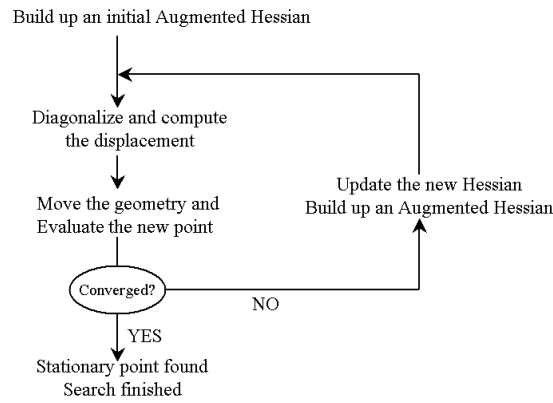 Build up an initial Augmented Hessian
Diagonalize and compute
the displacement
Move the geometry and
Evaluate the new point
Update the new Hessian
Build up an Augmented Hessian
Converged?
NO
YES
Stationary point found
Search finished